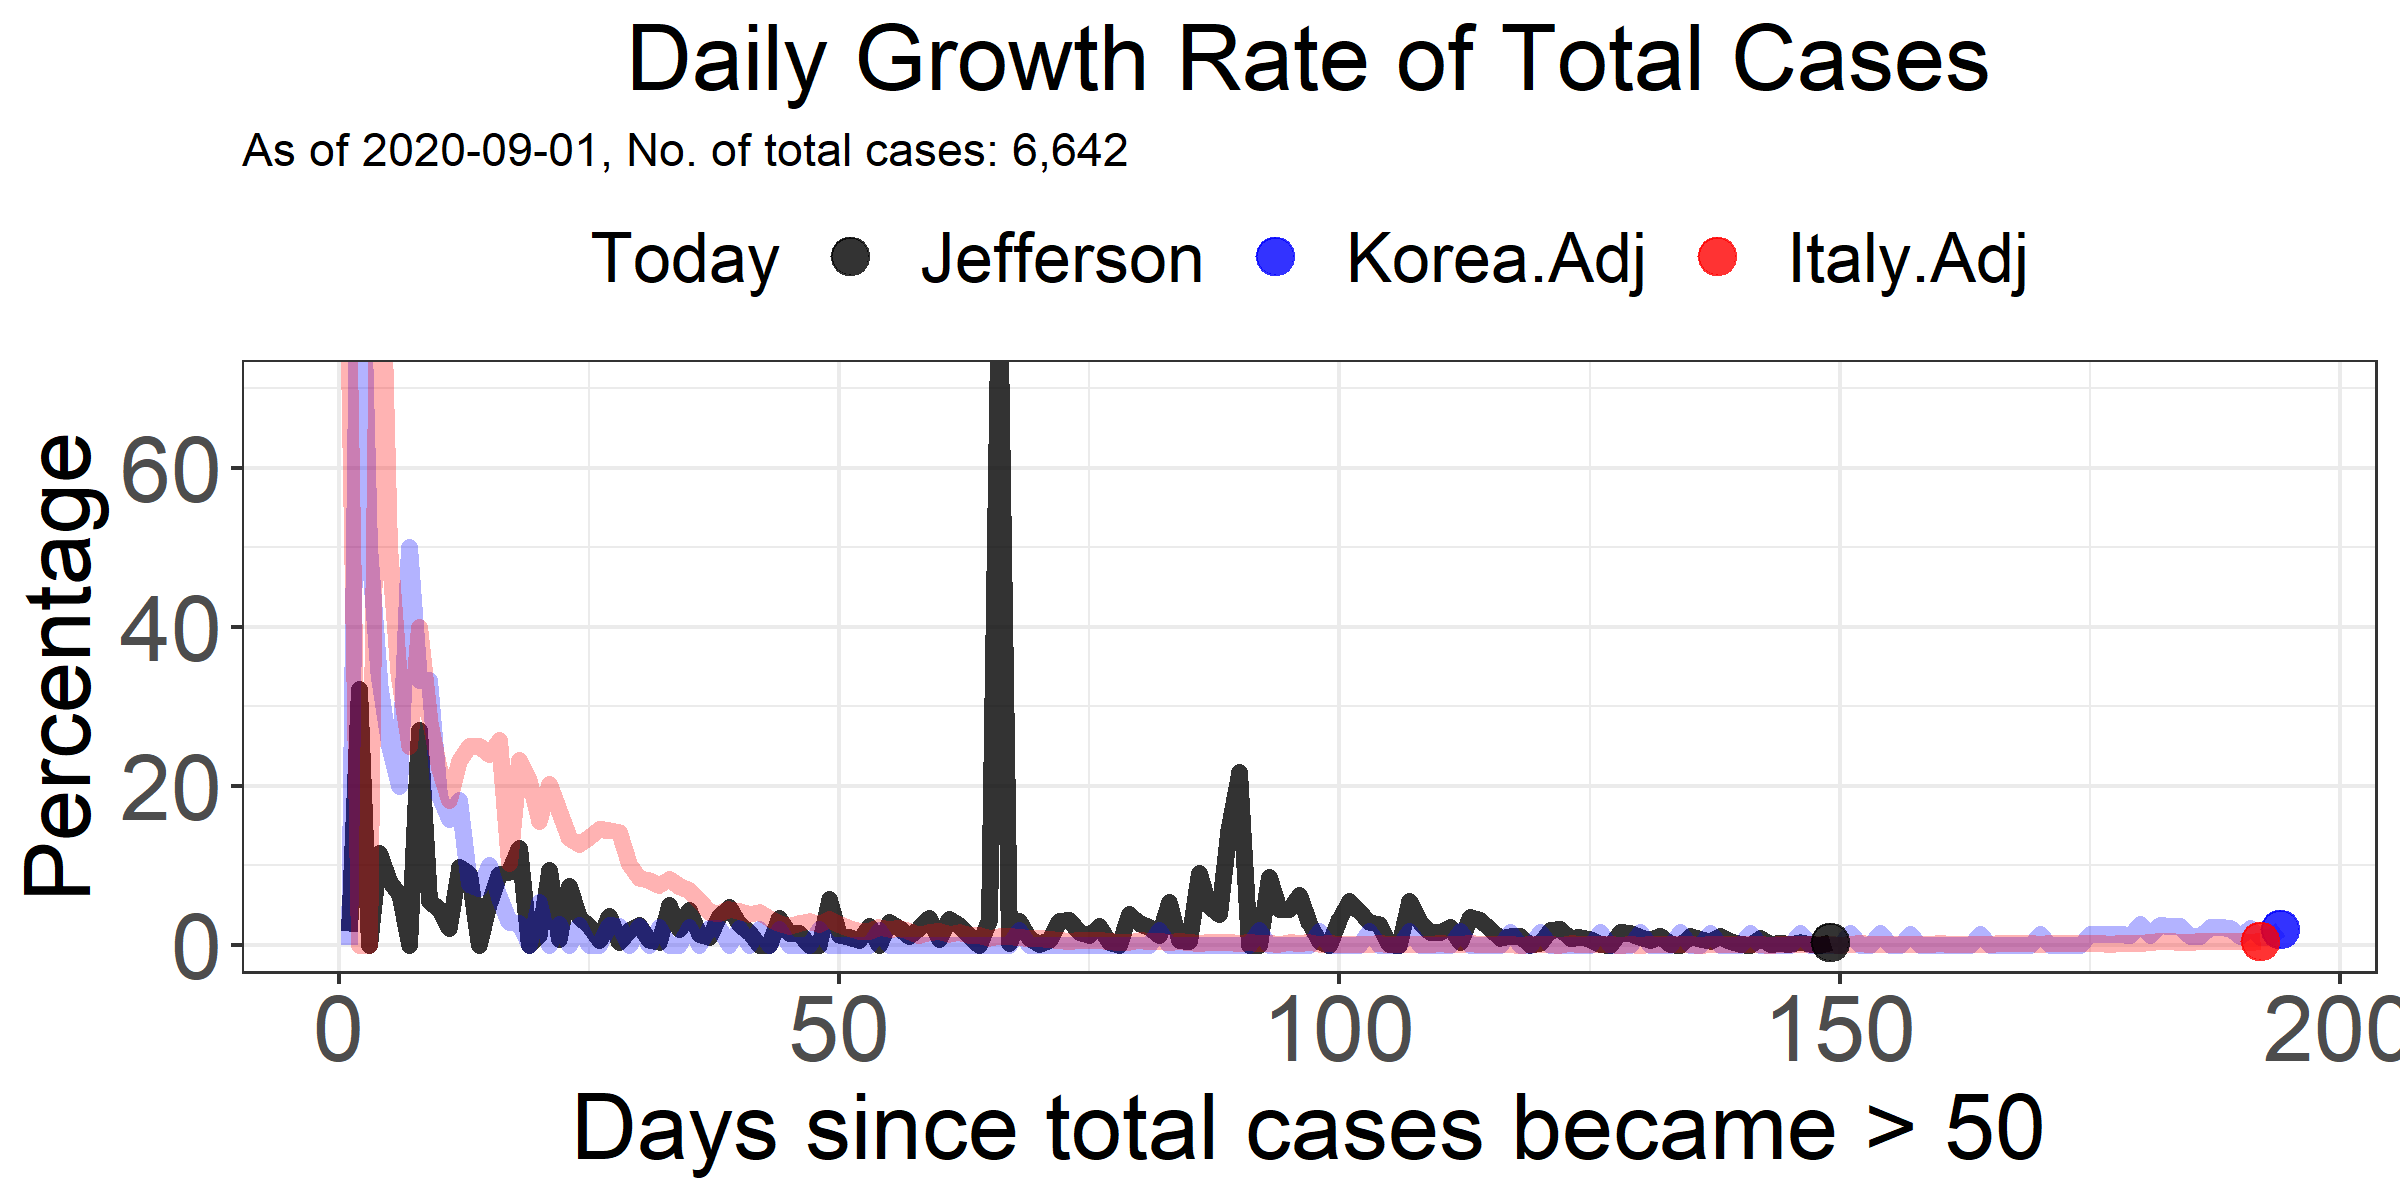 Daily Growth Rate of Total Cases
As of 2020-09-01, No. of total cases: 6,642
Today Jefferson Korea.Adj Italy.Adj
Percentage
60
40
20
0
0 50 100 150 200
Days since total cases became > 50